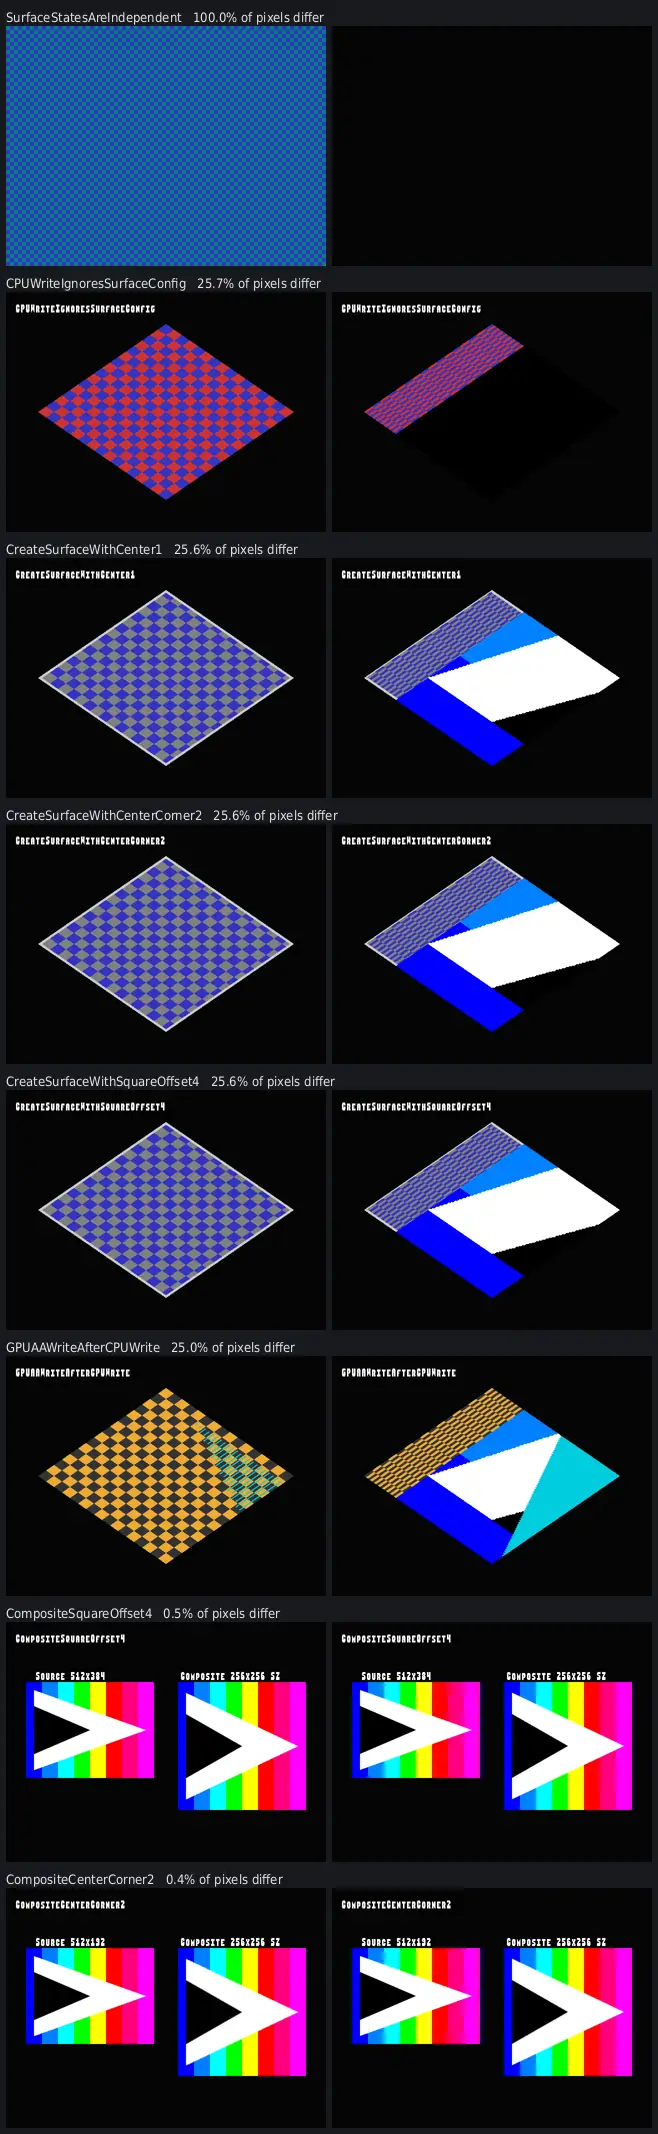 SurfaceStatesAreIndependent 100.0% of pixels differ
CPUWriteIgnoresSurfaceConfig 25.7% of pixels differ
CPUWriteIgnoresSurfaceConfig CPUWriteIgnoresSurfaceConfig
CreateSurfaceWithCenter1 25.6% of pixels differ
CreateSurfaceWithCenter1 CreateSurfaceWithCenter1
CreateSurfaceWithCenterCorner2 25.6% of pixels differ
CreateSurfaceWithCenterCorner2 CreateSurfaceWithCenterCorner2
CreateSurfaceWithSquareOffset4 25.6% of pixels differ
CreateSurfaceWithSquareOffset4 CreateSurfaceWithSquareOffset4
GPUAAWriteAfterCPUWrite 25.0% of pixels differ
GPUAAWriteAfterCPUWrite GPUAAWriteAfterCPUWrite
CompositeSquareOffset4 0.5% of pixels differ
CompositeSquareOffset4 CompositeSquareOffset4
Source 512x384 Composite 256x256 SZ Source 512x384 Composite 256x256 SZ
CompositeCenterCorner2 0.4% of pixels differ
CompositeCenterCorner2 CompositeCenterCorner2
Source 512x192 Composite 256x256 SZ Source 512x192 Composite 256x256 SZ